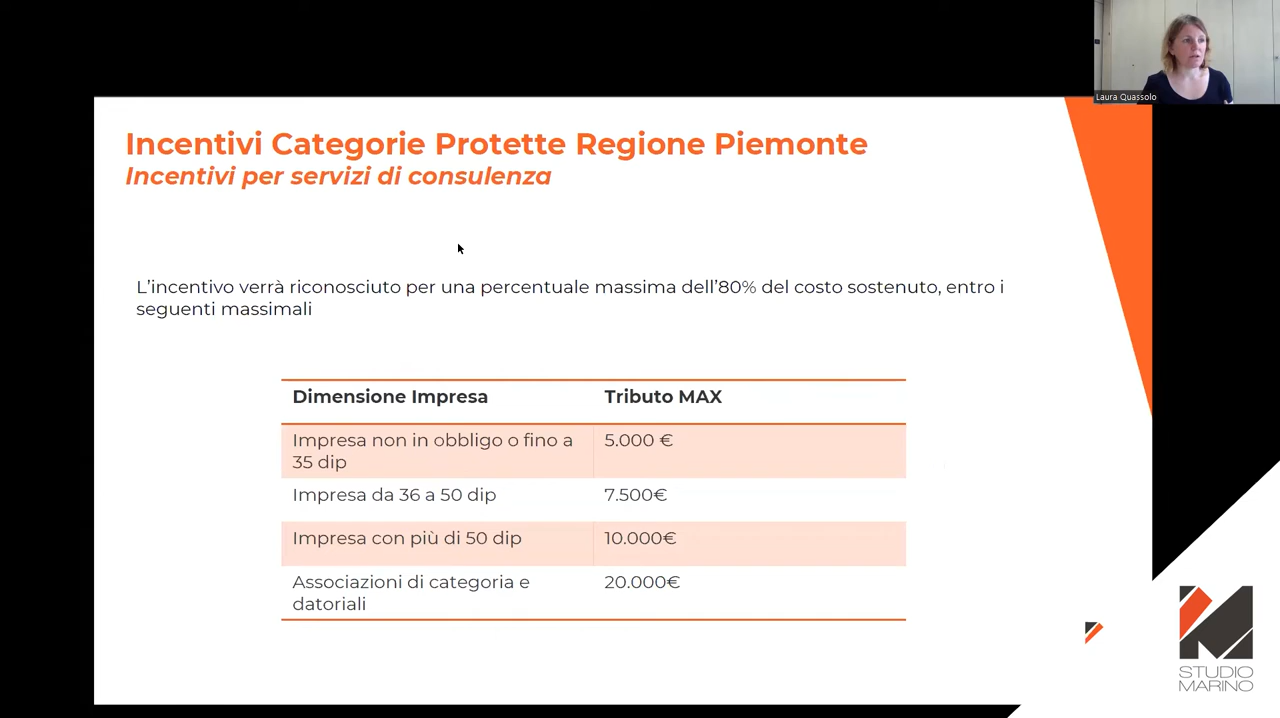 Laura Quassolo
Incentivi Categorie Protette Regione Piemonte
Incentivi per servizi di consulenza
L’incentivo verrà riconosciuto per una percentuale massima dell’80% del costo sostenuto, entro i
seguenti massimali
Dimensione Impresa Tributo MAX
Impresa non in obbligo o fino a 5.000 €
35 dip
Impresa da 36 a 50 dip 7.500€
Impresa con più di 50 dip 10.000€
Associazioni di categoria e 20.000€
datoriali
STUDIO
MARINO